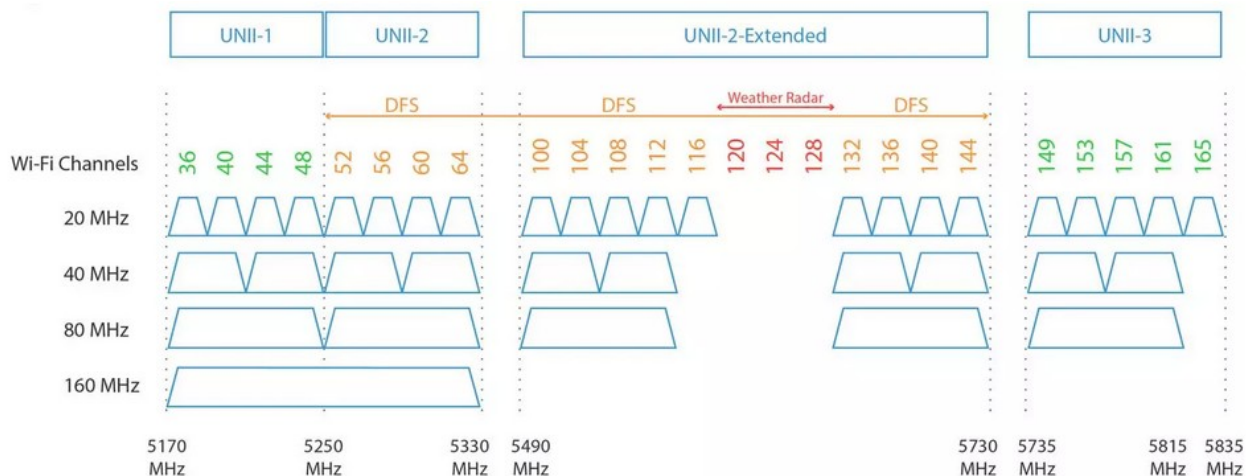 UNII-1 UNII-2 UNII-2-Extended UNII-3
DFS DFS Weather Radar DFS
Wi-Fi Channels 36 40 44 48 52 56 60 64 100 104 108 112 116 120 124 128 132 136 140 144 149 153 157 161 165
20 MHz
40 MHz
80 MHz
160 MHz
5170 5250 5330 5490 5730 5735 5815 5835
MHz MHz MHz MHz MHz MHz MHz MHz